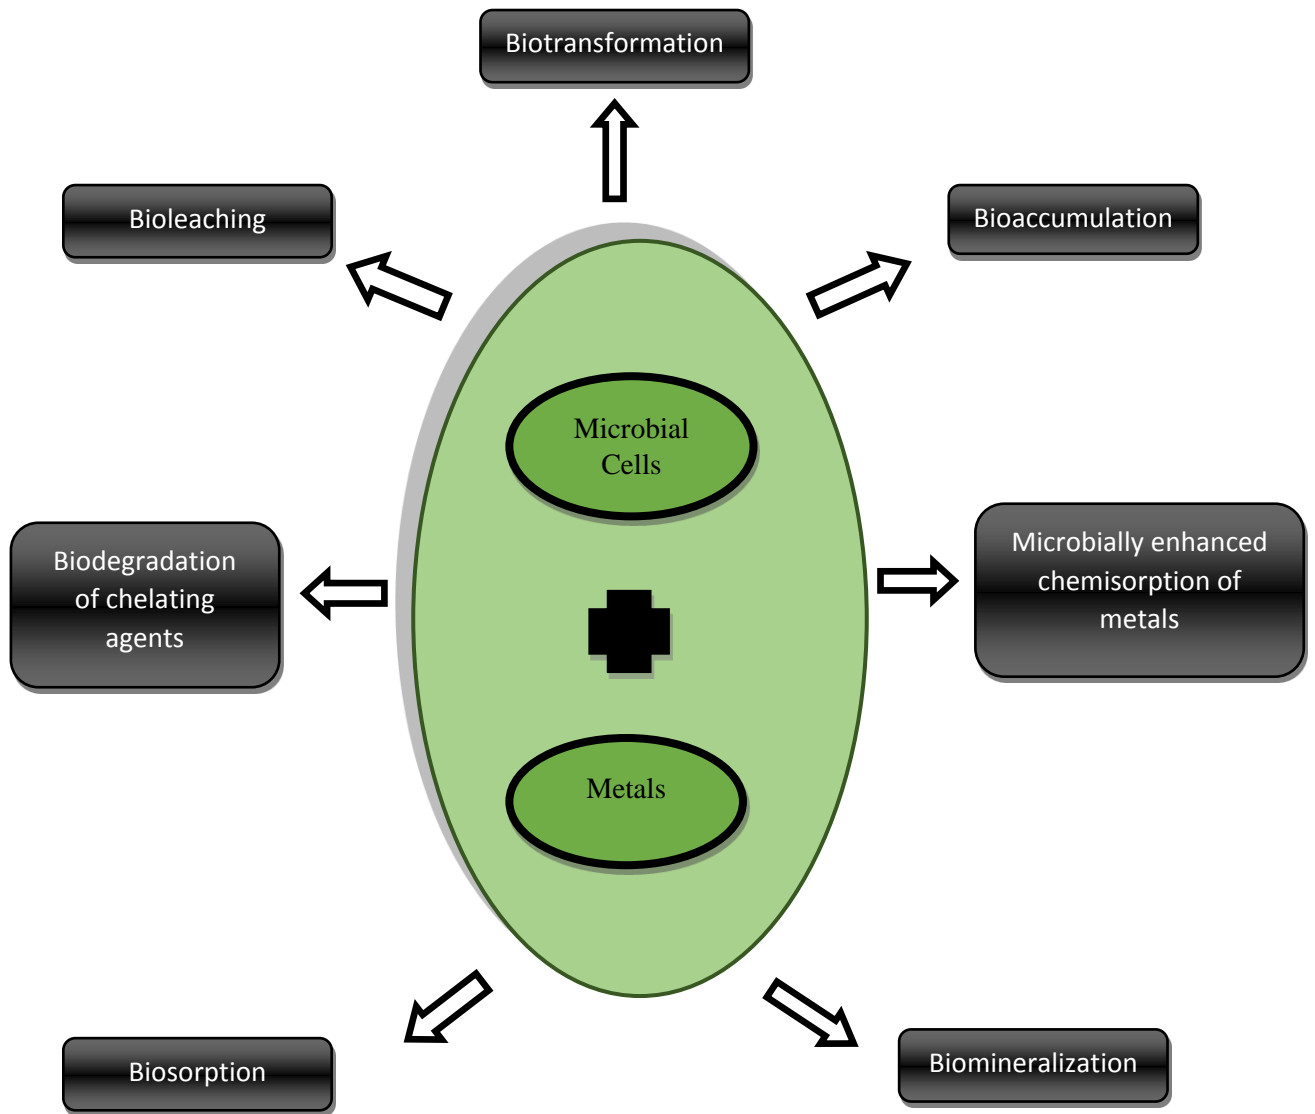 Biotransformation
Bioleaching
Bioaccumulation
Microbial
Cells
Biodegradation
of chelating
agents
Microbially enhanced
chemisorption of
metals
Metals
Biosorption
Biomineralization